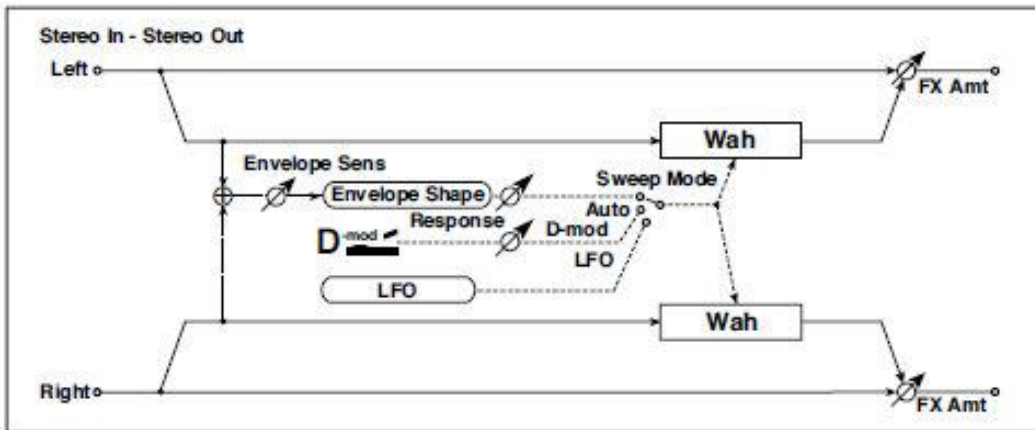 Stereo In - Stereo Out
Left
FX Amt
Wah
Envelope Sens
Envelope Shape
Sweep Mode
Auto
Response
D-mod
D-mod
LFO
LFO
Wah
Right
FX Amt